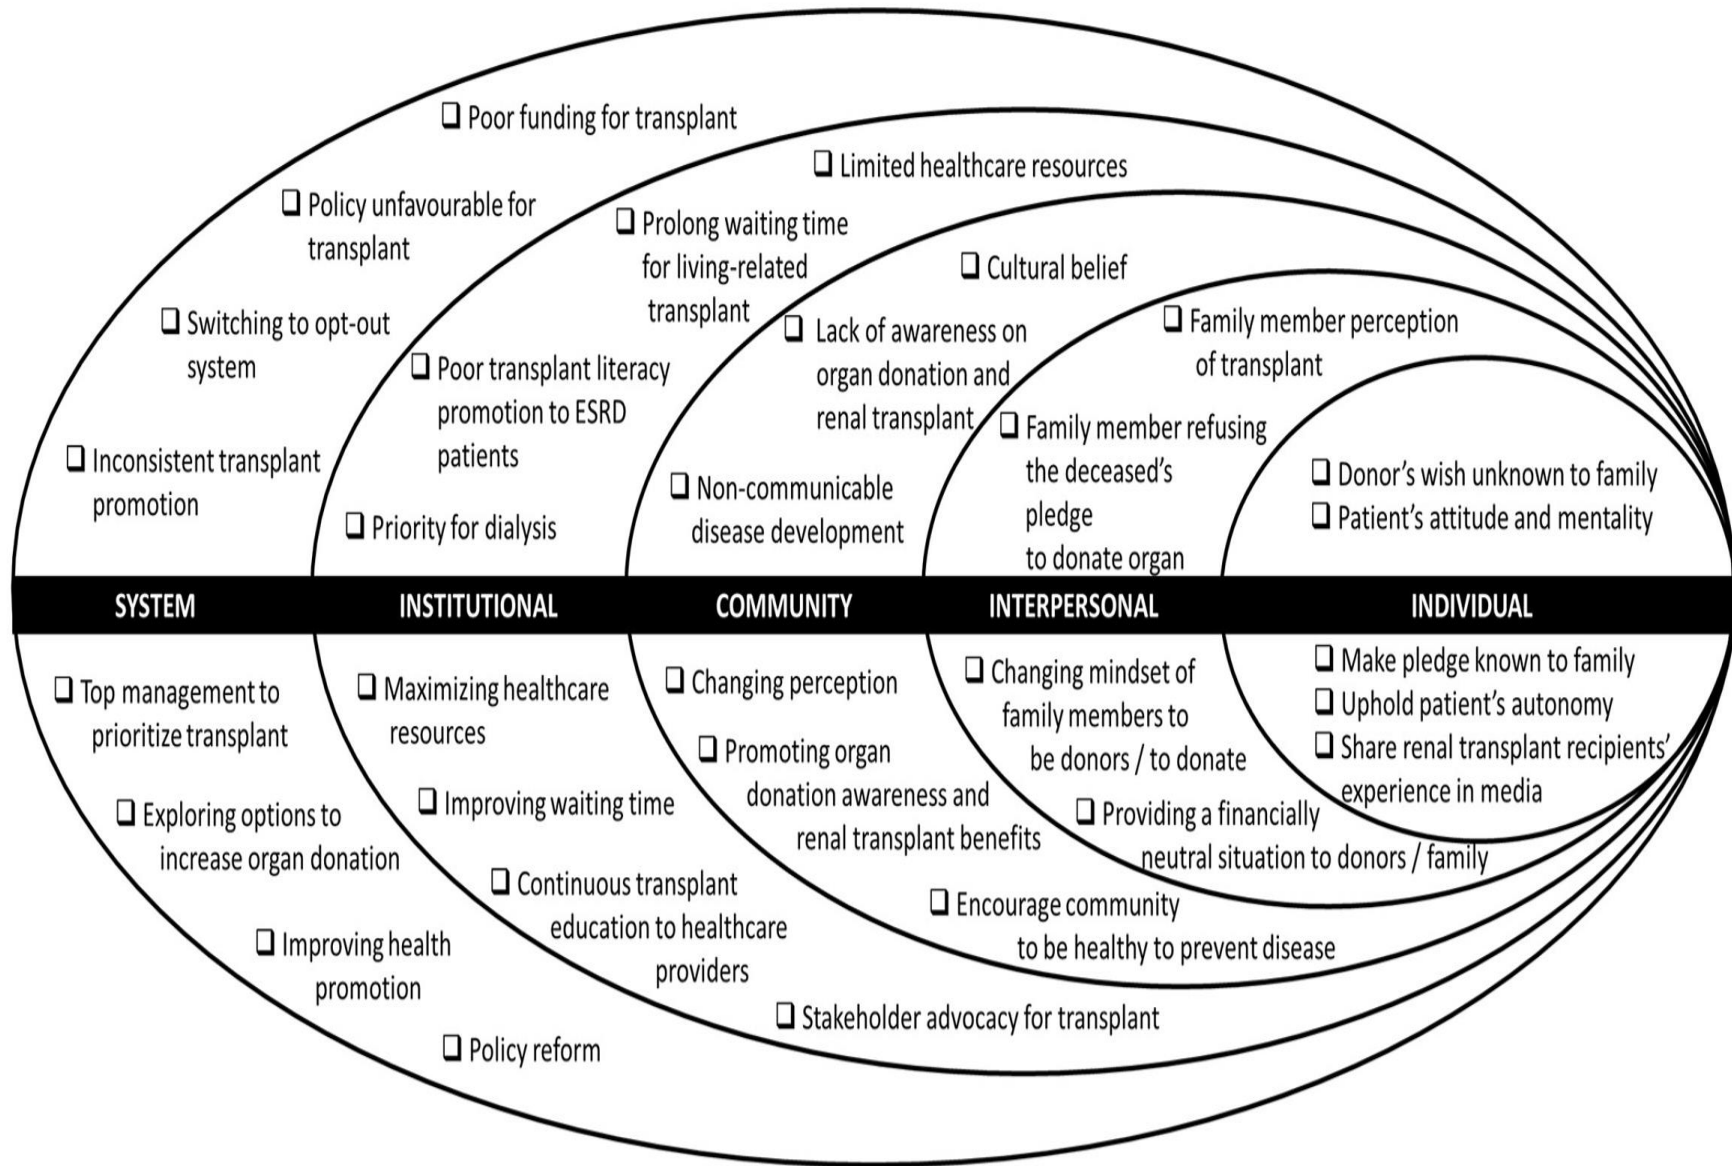 ❑ Poor funding for transplant
❑ Limited healthcare resources
❑ Policy unfavourable for
transplant
❑ Prolong waiting time
for living-related
transplant
❑ Cultural belief
❑ Switching to opt-out
system
❑ Lack of awareness on
organ donation and
renal transplant
❑ Family member perception
of transplant
❑ Poor transplant literacy
promotion to ESRD
patients
❑ Family member refusing
the deceased's
pledge
to donate organ
❑ Inconsistent transplant
promotion
❑ Priority for dialysis
❑ Non-communicable
disease development
❑ Donor's wish unknown to family
❑ Patient's attitude and mentality
SYSTEM INSTITUTIONAL COMMUNITY INTERPERSONAL INDIVIDUAL
❑ Top management to
prioritize transplant
❑ Maximizing healthcare
resources
❑ Changing perception
❑ Changing mindset of
family members to
be donors / to donate
❑ Make pledge known to family
❑ Uphold patient's autonomy
❑ Share renal transplant recipients'
experience in media
❑ Exploring options to
increase organ donation
❑ Improving waiting time
❑ Promoting organ
donation awareness and
renal transplant benefits
❑ Providing a financially
neutral situation to donors / family
❑ Improving health
promotion
❑ Continuous transplant
education to healthcare
providers
❑ Encourage community
to be healthy to prevent disease
❑ Policy reform
❑ Stakeholder advocacy for transplant